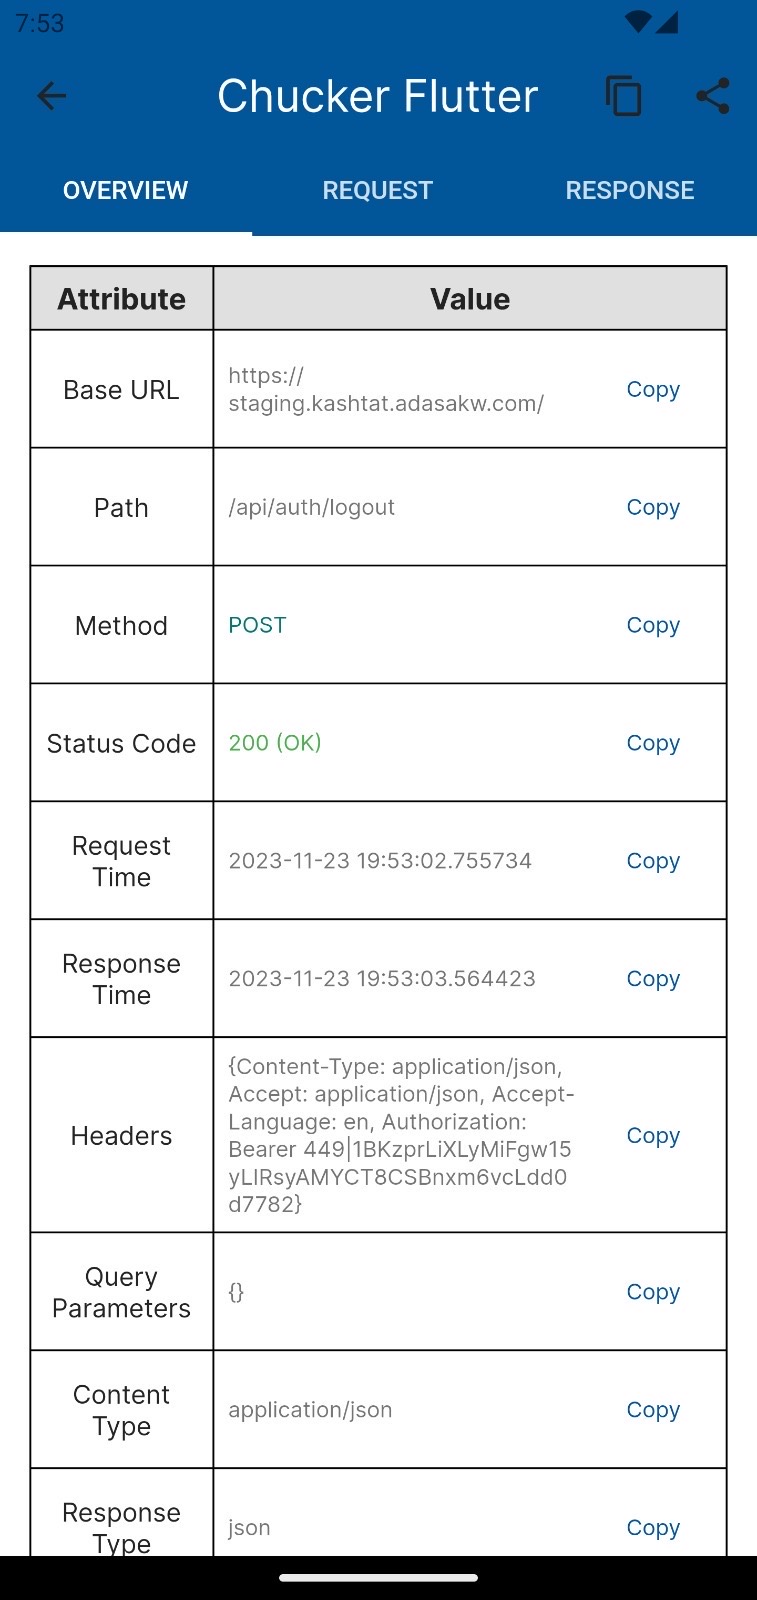 7:53
Chucker Flutter
OVERVIEW REQUEST RESPONSE
Attribute Value
Base URL
https://
staging.kashtat.adasakw.com/
Copy
Path
/api/auth/logout
Copy
Method
POST
Copy
Status Code
200 (OK)
Copy
Request
Time
2023-11-23 19:53:02.755734
Copy
Response
Time
2023-11-23 19:53:03.564423
Copy
Headers
{Content-Type: application/json,
Accept: application/json, Accept-
Language: en, Authorization:
Bearer 449|1BKzprLiXLyMiFgw15
yLlRsyAMYCT8CSBnxm6vcLdd0
d7782}
Copy
Query
Parameters
{}
Copy
Content
Type
application/json
Copy
Response
Type
json
Copy